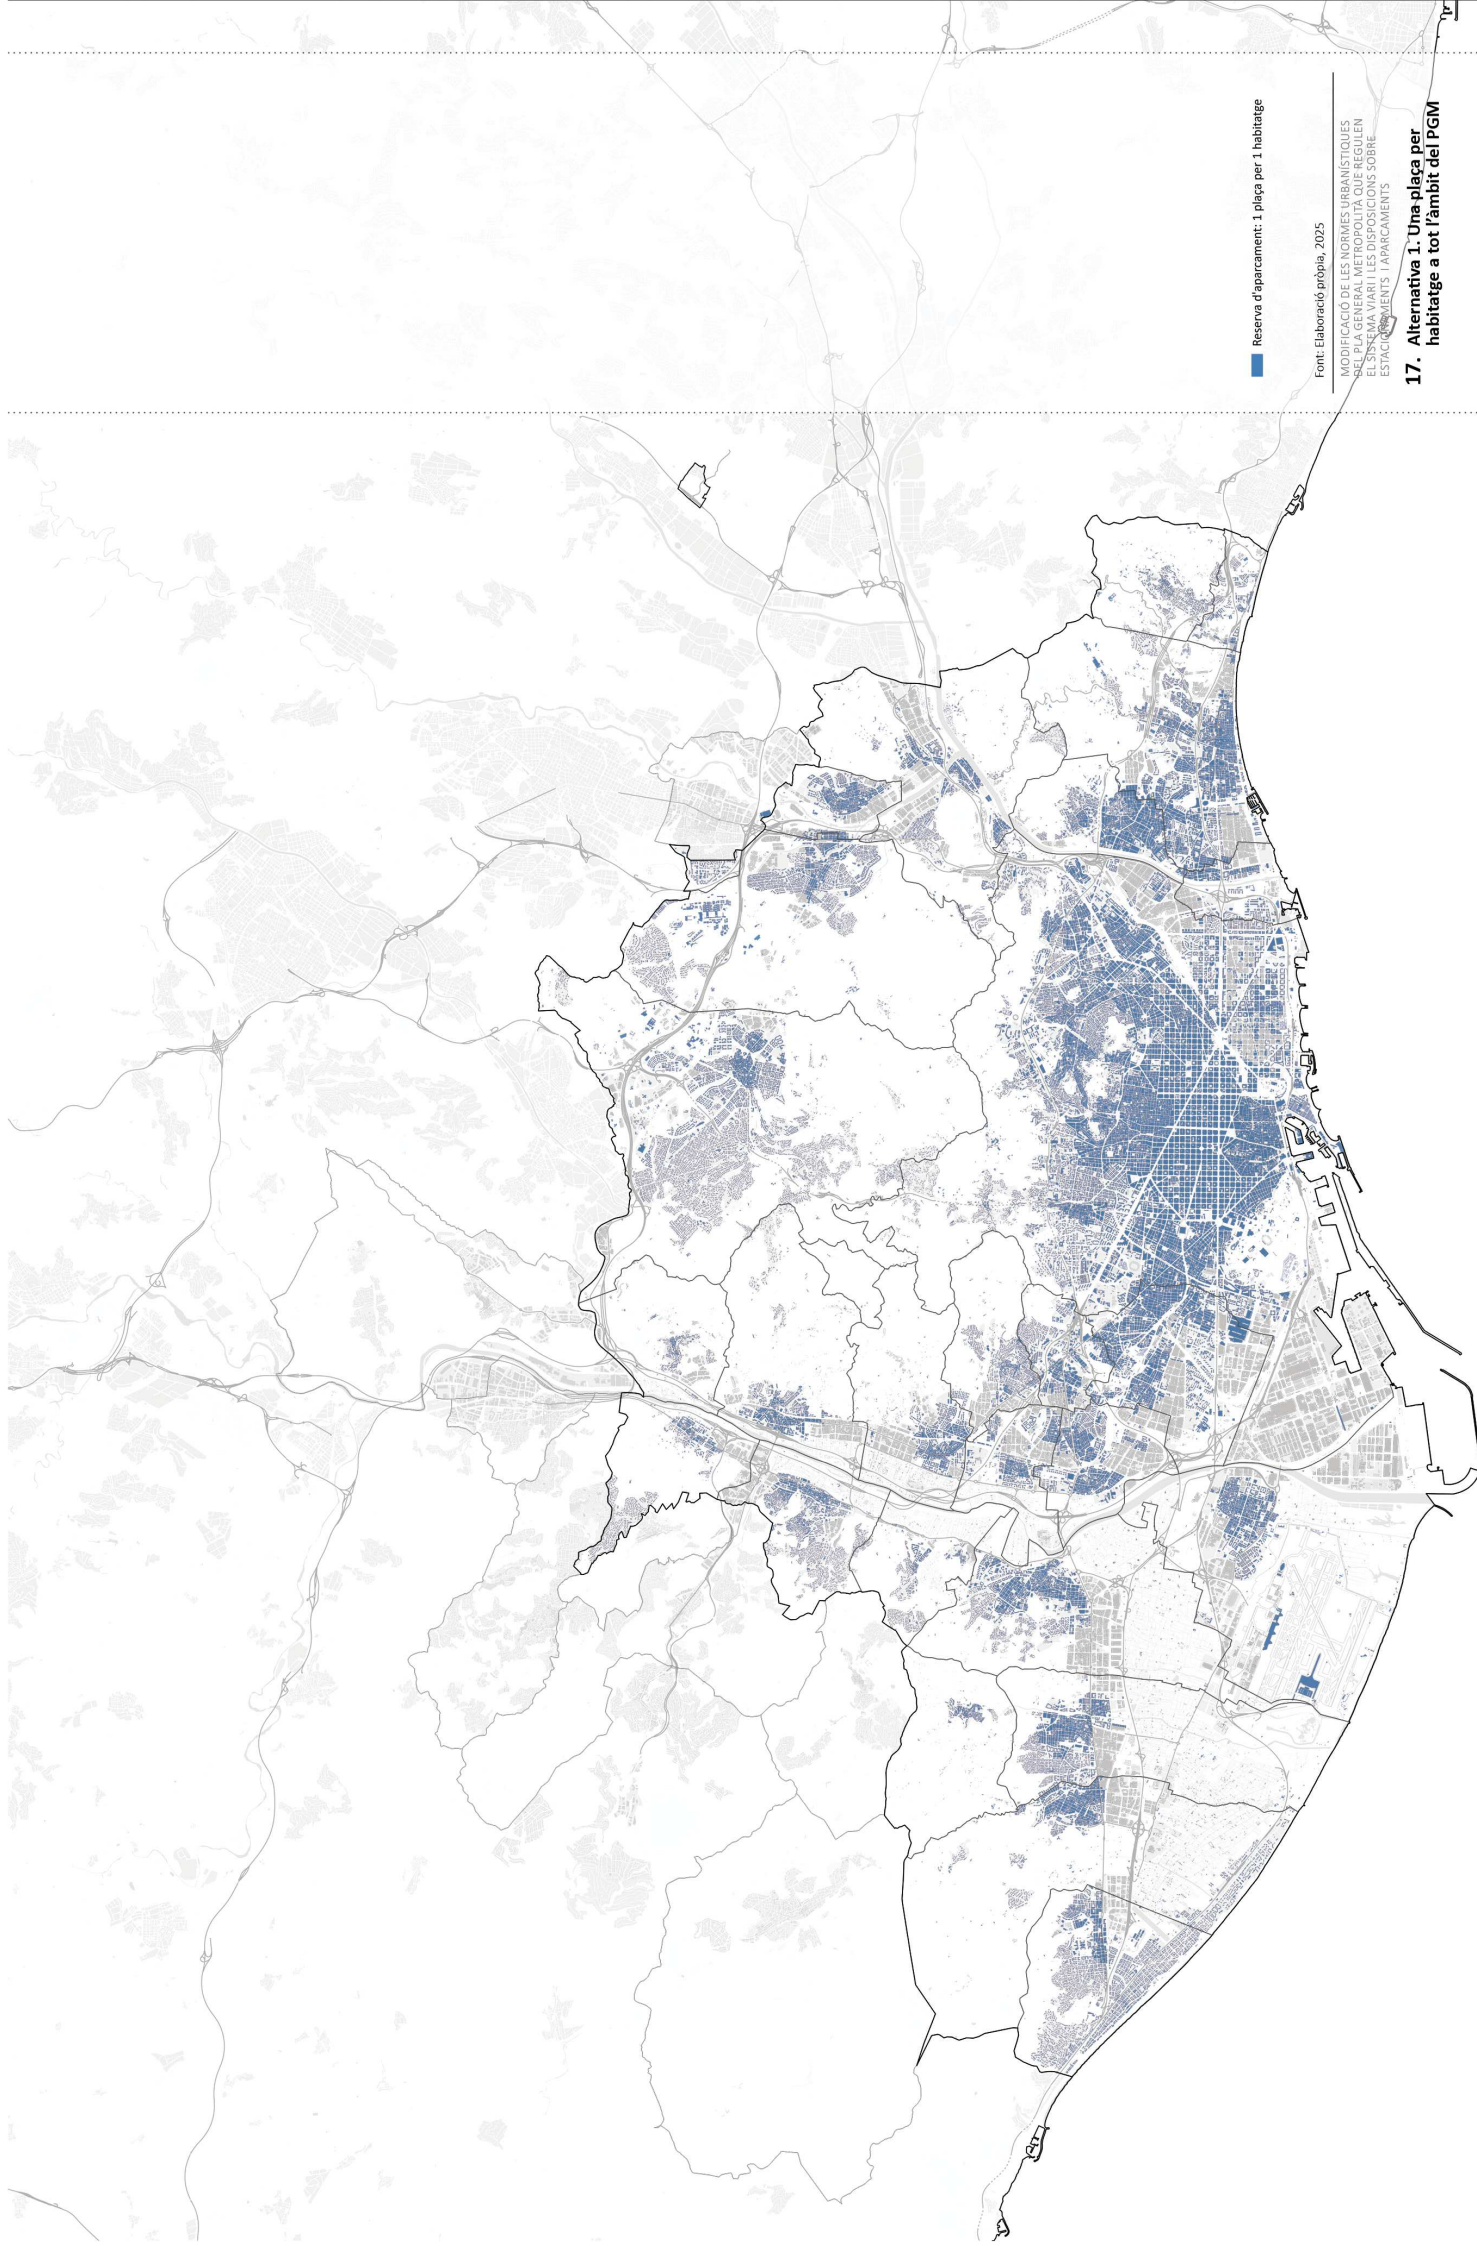 Reserva d'aparcament: 1 plaça per 1 habitatge
Font: Elaboració pròpia, 2025
MODIFICACIÓ DE LES NORMES URBANÍSTIQUES
DEL PLA GENERAL METROPOLITÀ QUE REGULEN
EL SISTEMA VIARI I LES DISPOSICIONS SOBRE
ESTACIONAMENTS I APARCAMENTS
17. Alternativa 1. Una plaça per
habitatge a tot l'àmbit del PGM